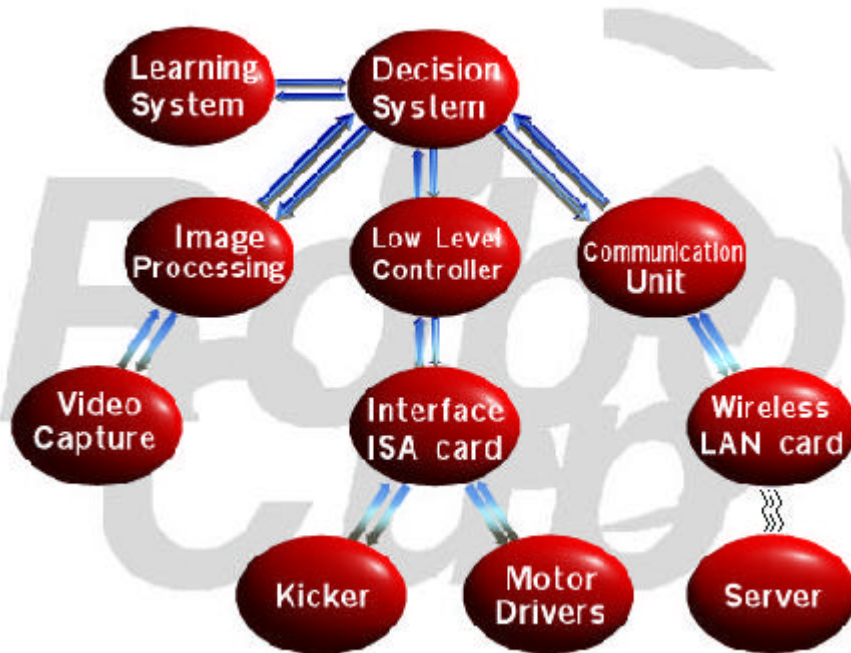 Learning
System
Decision
System
Image
Processing
Low Level
Controller
Communication
Unit
Video
Capture
Interface
ISA card
Wireless
LAN card
Kicker
Motor
Drivers
Server